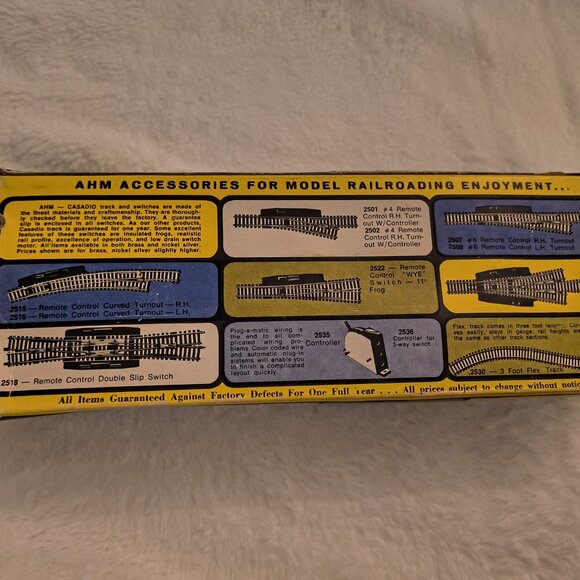 AHM ACCESSORIES FOR MODEL RAILROADING ENJOYMENT...
AHM — CASADIO track and switches are made of
the finest materials and craftsmanship. They are thorough-
ly checked before they leave the factory. A guarantee
slip is enclosed in all switches. As our other products,
Casadio track is guaranteed for one year. Some excellent
features of these switches are insulated frogs, realistic
rail profile, excellence of operation, and low drain switch
motor. All items available in both brass and nickel silver.
Prices shown are for brass, nickel silver slightly higher.
2501 #4 Remote
Control R.H. Turn-
out W/Controller
2502 #4 Remote
Control R.H. Turn-
out W/Controller
2507 #6 Remote Control R.H. Turnout
2508 #6 Remote Control L.H. Turnout
2515 — Remote Control Curved Turnout — R.H.
2516 — Remote Control Curved Turnout — L.H.
2522 — Remote
Control "WYE"
Switch — 11°
Frog
2518 — Remote Control Double Slip Switch
Plug-a-matic wiring is
the end to all com-
plicated wiring pro-
blems. Color coded wire
and automatic plug-in
systems will enable you
to finish a complicated
layout quickly.
2535
Controller
2536
Controller for
3-way switch
Flex. track comes in three foot lengths,
ves easily, stays in gauge, rail heights are
the same as other track sections.
2530 — 3 Foot Flex. Track
All Items Guaranteed Against Factory Defects For One Full Year . . . All prices subject to change without notic